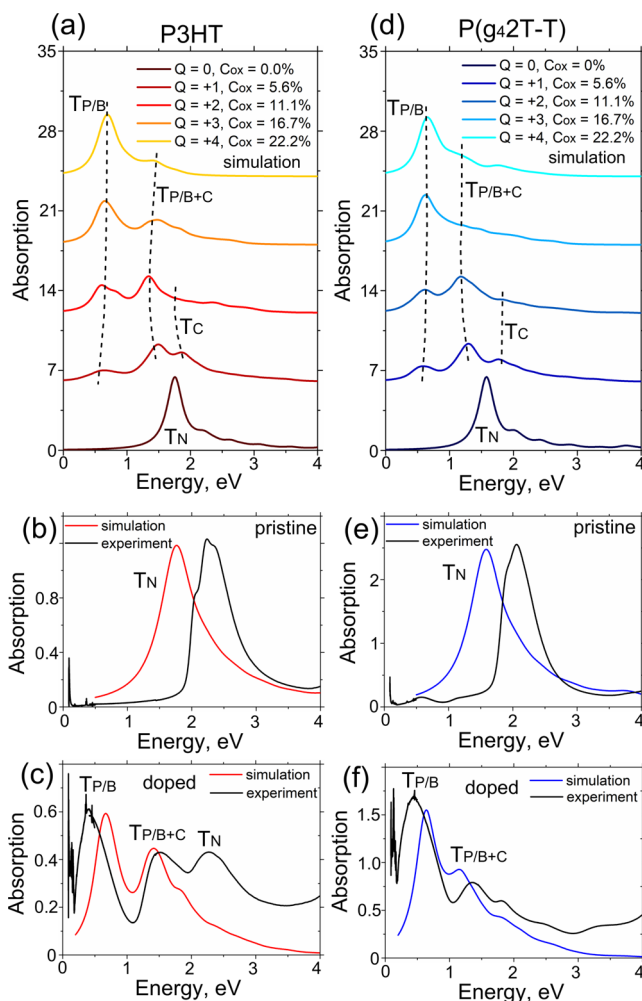 (a) P3HT
35
28
21
14
7
0
Absorption
Q = 0, Cox = 0.0%
Q = +1, Cox = 5.6%
Q = +2, Cox = 11.1%
Q = +3, Cox = 16.7%
Q = +4, Cox = 22.2%
simulation
TP/B
TP/B+C
TC
TN
0 1 2 3 4
Energy, eV
(d) P(g42T-T)
35
28
21
14
7
0
Absorption
Q = 0, Cox = 0%
Q = +1, Cox = 5.6%
Q = +2, Cox = 11.1%
Q = +3, Cox = 16.7%
Q = +4, Cox = 22.2%
simulation
TP/B
TP/B+C
TC
TN
0 1 2 3 4
Energy, eV
(b) pristine
simulation
experiment
TN
0.8
0.4
0
Absorption
0 1 2 3 4
Energy, eV
(e) pristine
simulation
experiment
TN
2
1
0
Absorption
0 1 2 3 4
Energy, eV
(c) doped
simulation
experiment
TP/B
TP/B+C
TN
0.6
0.4
0.2
0
Absorption
0 1 2 3 4
Energy, eV
(f) doped
simulation
experiment
TP/B
TP/B+C
1.5
1.0
0.5
0
Absorption
0 1 2 3 4
Energy, eV